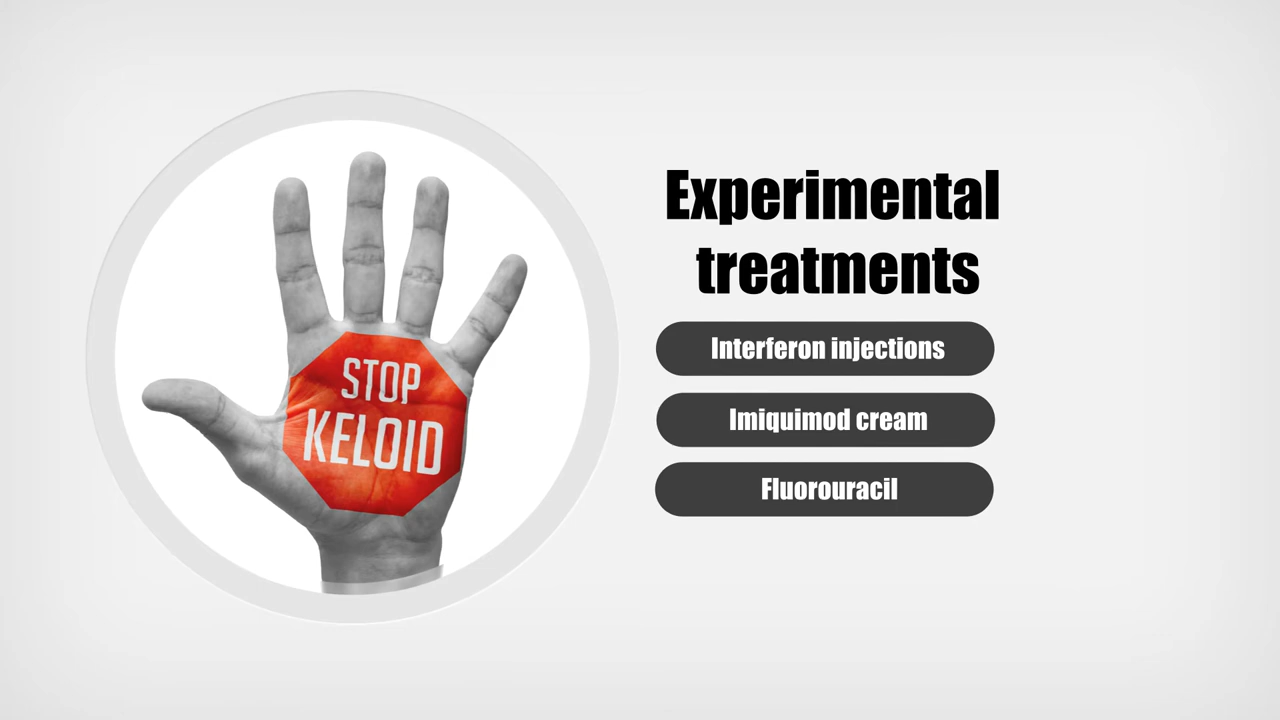 STOP
KELOID
Experimental
treatments
Interferon injections
Imiquimod cream
Fluorouracil